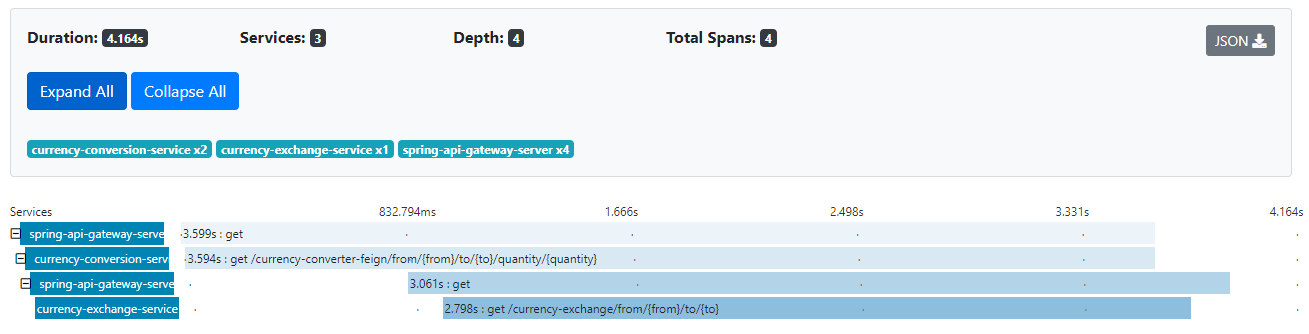 Duration: 4.164s Services: 3 Depth: 4 Total Spans: 4 JSON
Expand All Collapse All
currency-conversion-service x2 currency-exchange-service x1 spring-api-gateway-server x4
Services 832.794ms 1.666s 2.498s 3.331s 4.164s
spring-api-gateway-serve 3.599s : get
currency-conversion-serv 3.594s : get /currency-converter-feign/from/{from}/to/{to}/quantity/{quantity}
spring-api-gateway-serve 3.061s : get
currency-exchange-service 2.798s : get /currency-exchange/from/{from}/to/{to}